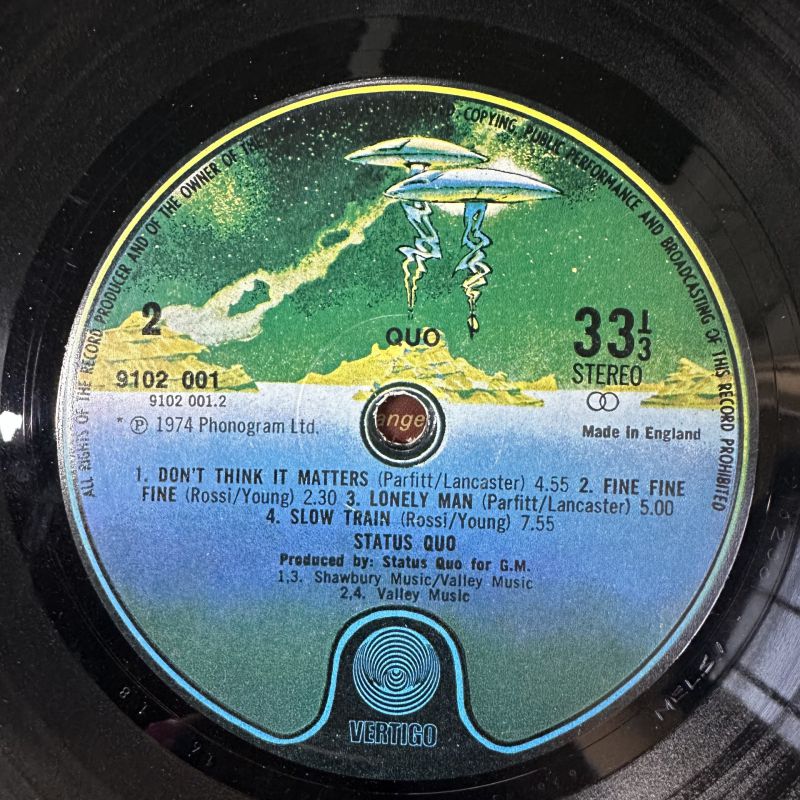 ALL RIGHTS OF THE RECORD PRODUCER AND OF THE OWNER OF THE
COPYING, PUBLIC PERFORMANCE AND BROADCASTING OF THIS RECORD PROHIBITED
2
QUO
33⅓
STEREO
9102 001
9102 001.2
* ℗ 1974 Phonogram Ltd.
Made in England
ange
1. DON'T THINK IT MATTERS (Parfitt/Lancaster) 4.55 2. FINE FINE
FINE (Rossi/Young) 2.30 3. LONELY MAN (Parfitt/Lancaster) 5.00
4. SLOW TRAIN (Rossi/Young) 7.55
STATUS QUO
Produced by: Status Quo for G.M.
1,3. Shawbury Music/Valley Music
2,4. Valley Music
VERTIGO